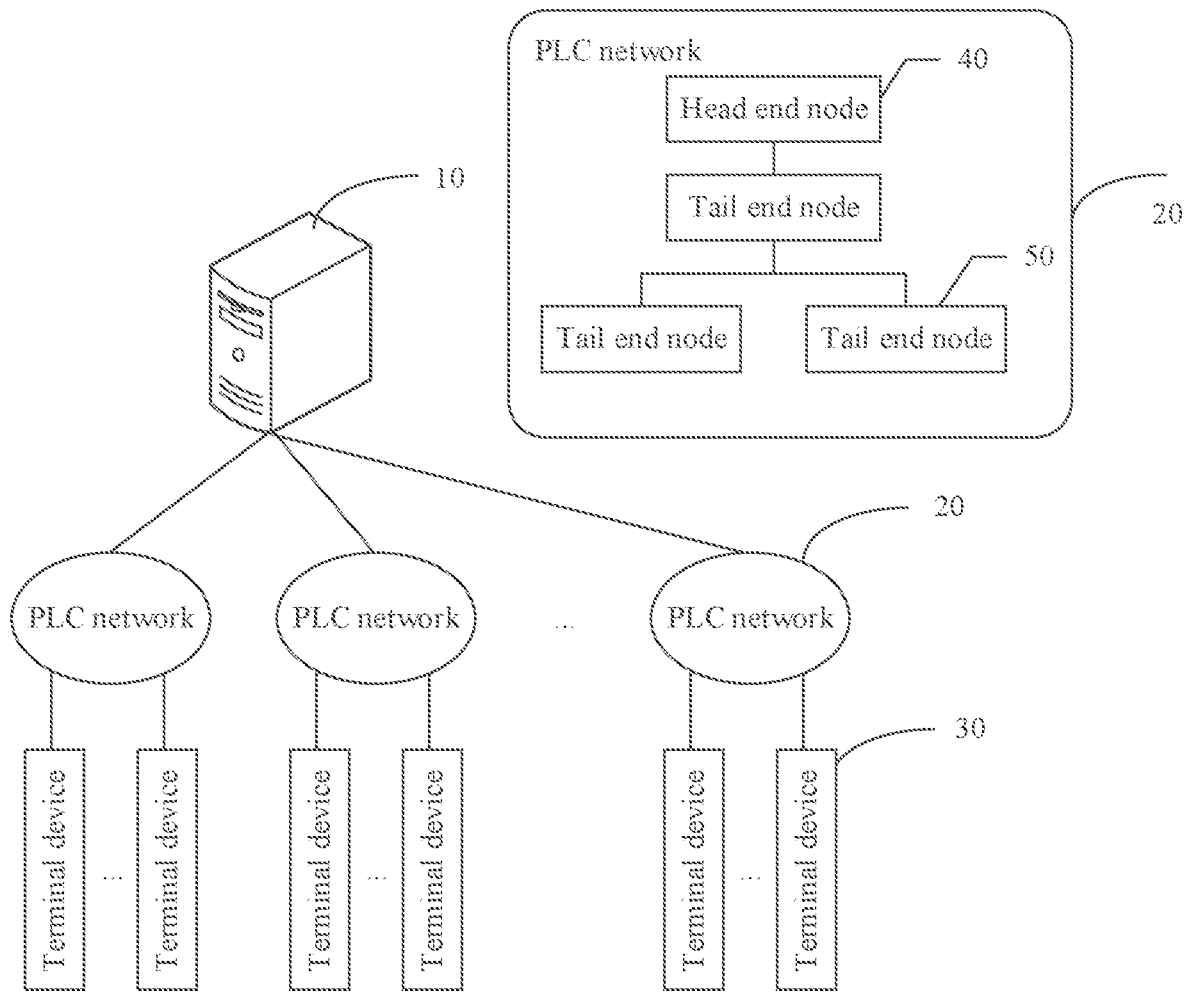 PLC network
40
Head end node
10
Tail end node
20
50
Tail end node
Tail end node
20
PLC network
PLC network
...
PLC network
30
Terminal device
...
Terminal device
Terminal device
...
Terminal device
Terminal device
...
Terminal device